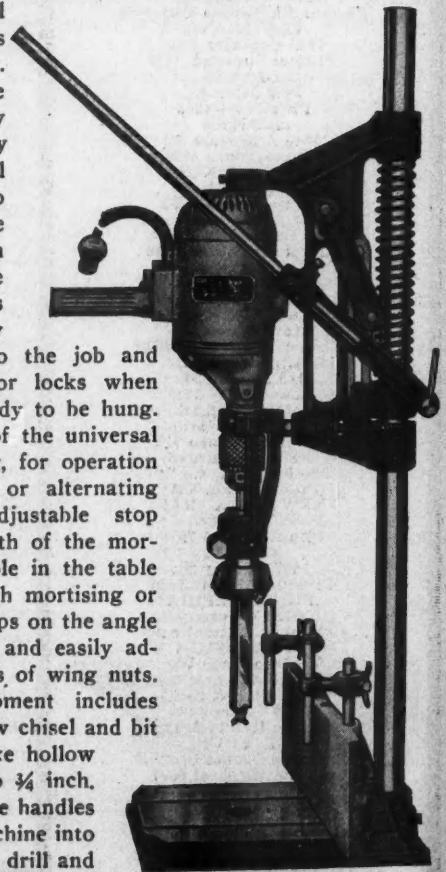 o the job and
or locks when
dy to be hung.
of the universal
, for operation
or alternating
djustable stop
th of the mor-
le in the table
h mortising or
ps on the angle
and easily ad-
s of wing nuts.
pment includes
w chisel and bit
ke hollow
o ¾ inch.
e handles
chine into
drill and